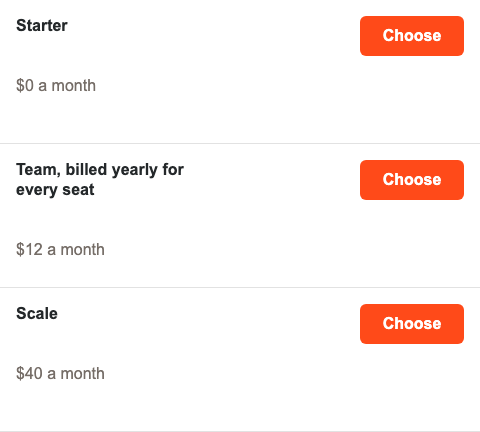 Starter
Choose
$0 a month
Team, billed yearly for
every seat
Choose
$12 a month
Scale
Choose
$40 a month